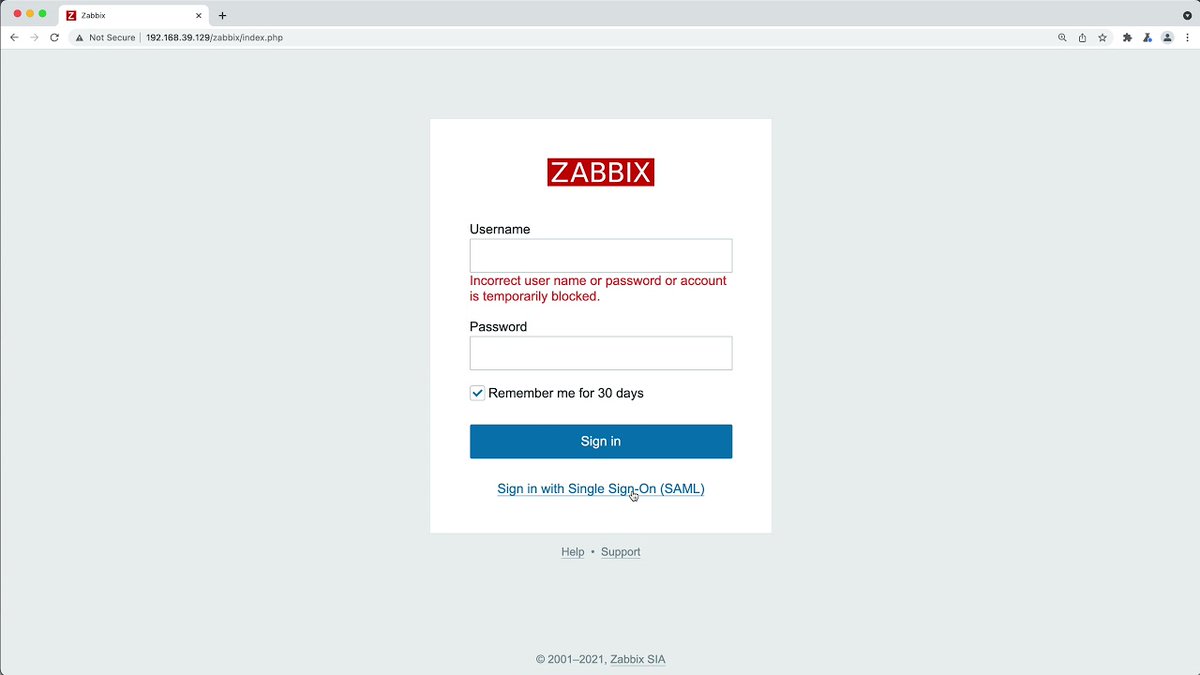 Zabbix
Not Secure 192.168.39.129/zabbix/index.php
ZABBIX
Username
Incorrect user name or password or account
is temporarily blocked.
Password
Remember me for 30 days
Sign in
Sign in with Single Sign-On (SAML)
Help • Support
© 2001–2021, Zabbix SIA